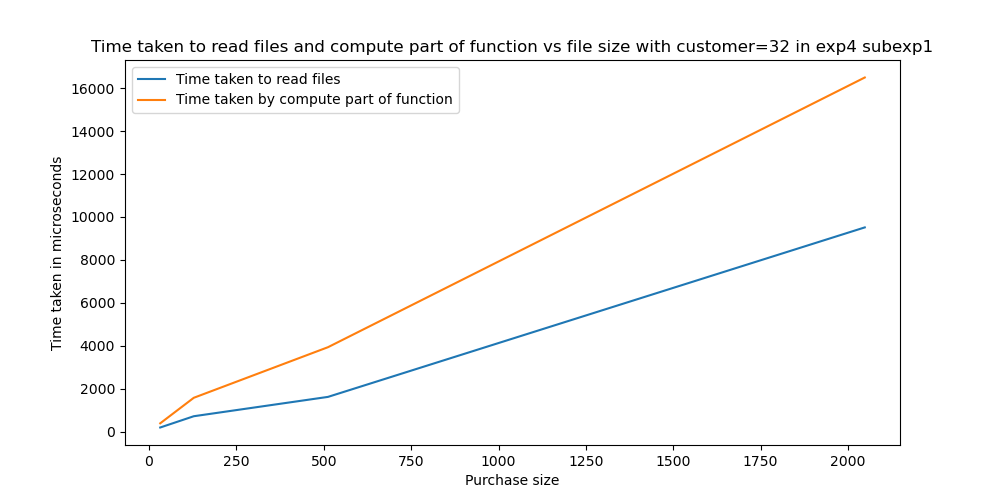 Time taken to read files and compute part of function vs file size with customer=32 in exp4 subexp1
Time taken to read files
Time taken by compute part of function
16000
14000
12000
10000
8000
6000
4000
2000
0
Time taken in microseconds
0 250 500 750 1000 1250 1500 1750 2000
Purchase size